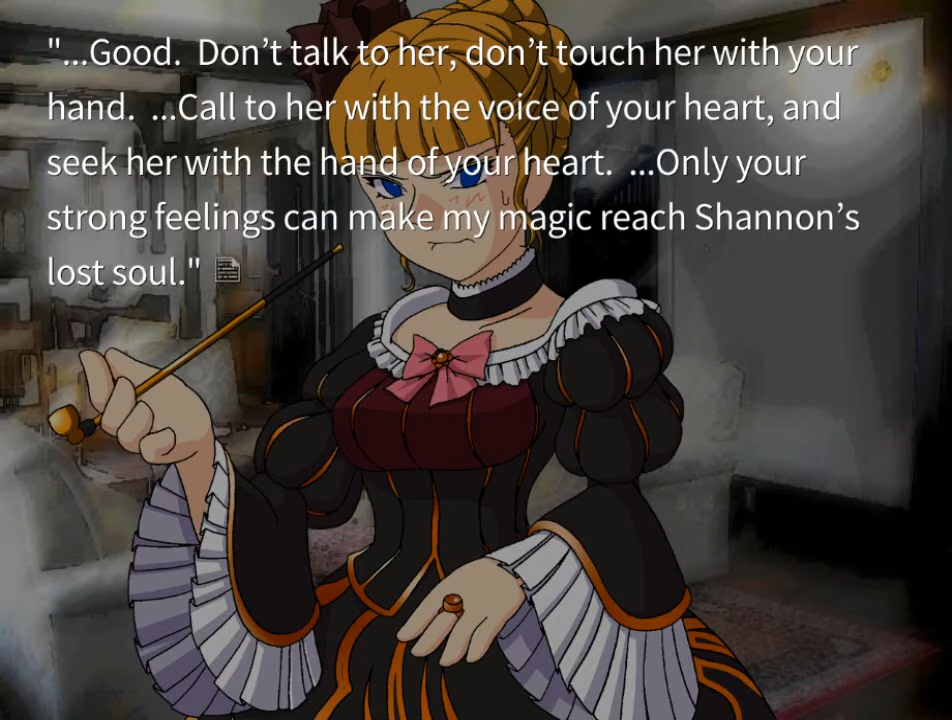 "...Good.  Don’t talk to her, don’t touch her with your
hand.  ...Call to her with the voice of your heart, and
seek her with the hand of your heart.  ...Only your
strong feelings can make my magic reach Shannon’s
lost soul."